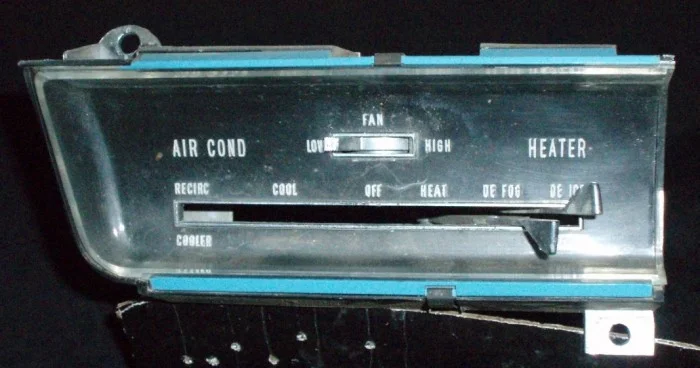 FAN
AIR COND LOW HIGH HEATER
RECIRC COOL OFF HEAT DE FOG DE ICE
COOLER